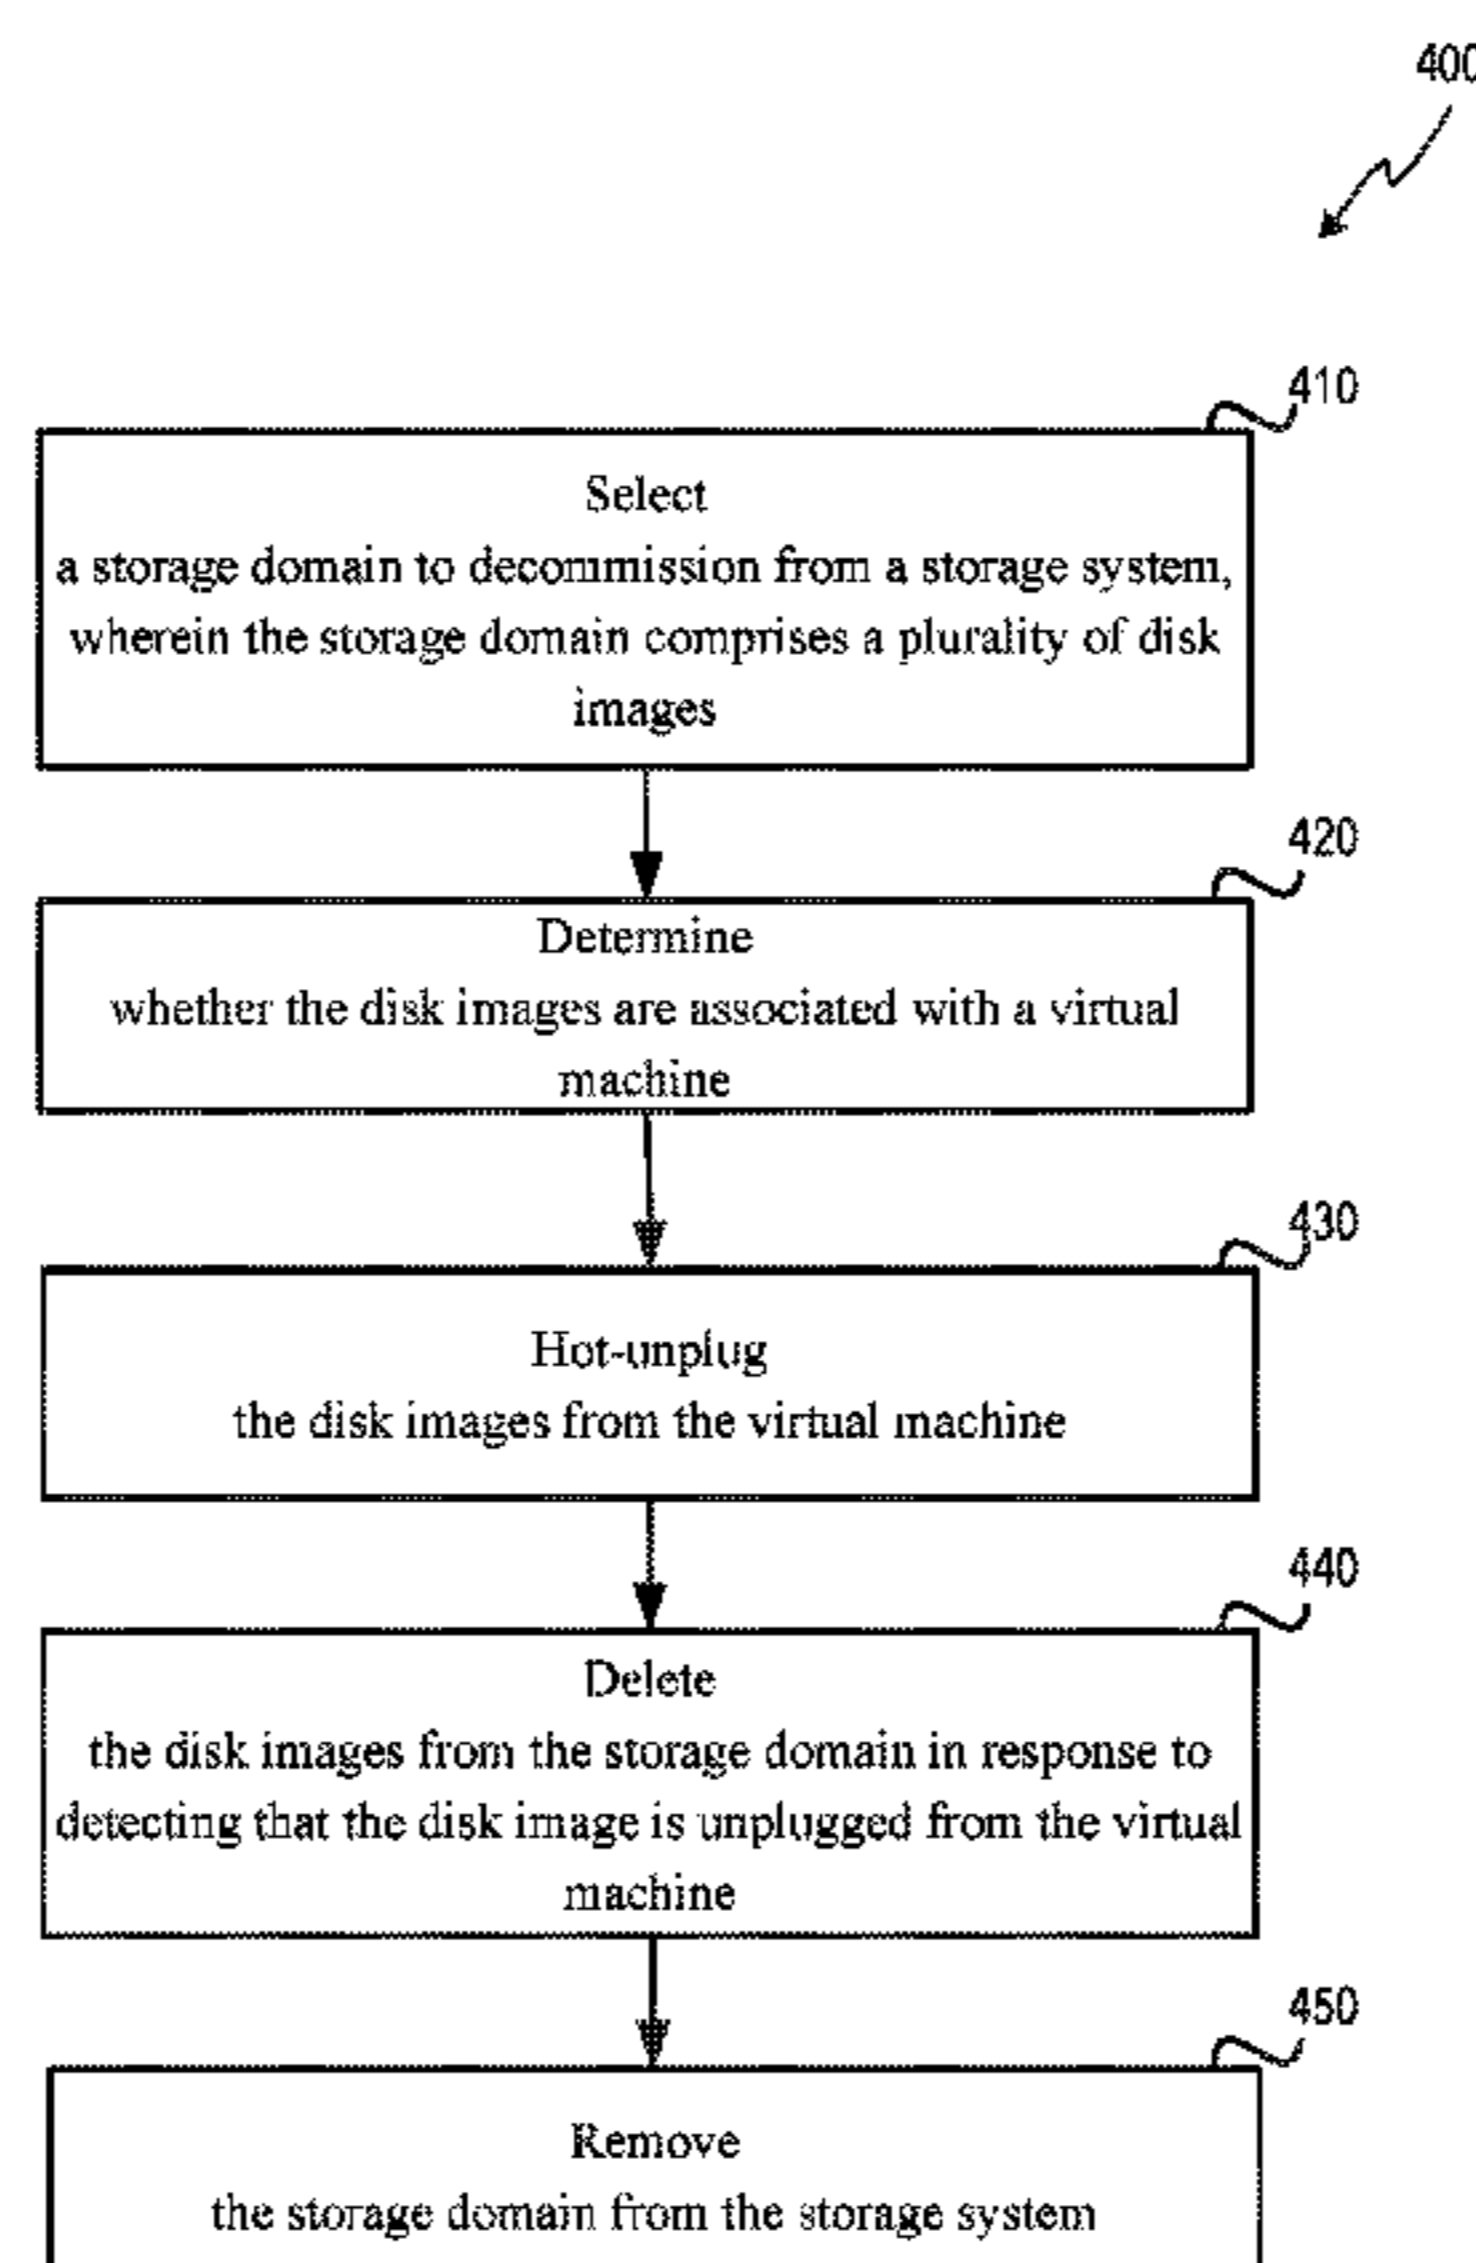 400
410
Select
a storage domain to decommission from a storage system,
wherein the storage domain comprises a plurality of disk
images
420
Determine
whether the disk images are associated with a virtual
machine
430
Hot-unplug
the disk images from the virtual machine
440
Delete
the disk images from the storage domain in response to
detecting that the disk image is unplugged from the virtual
machine
450
Remove
the storage domain from the storage system